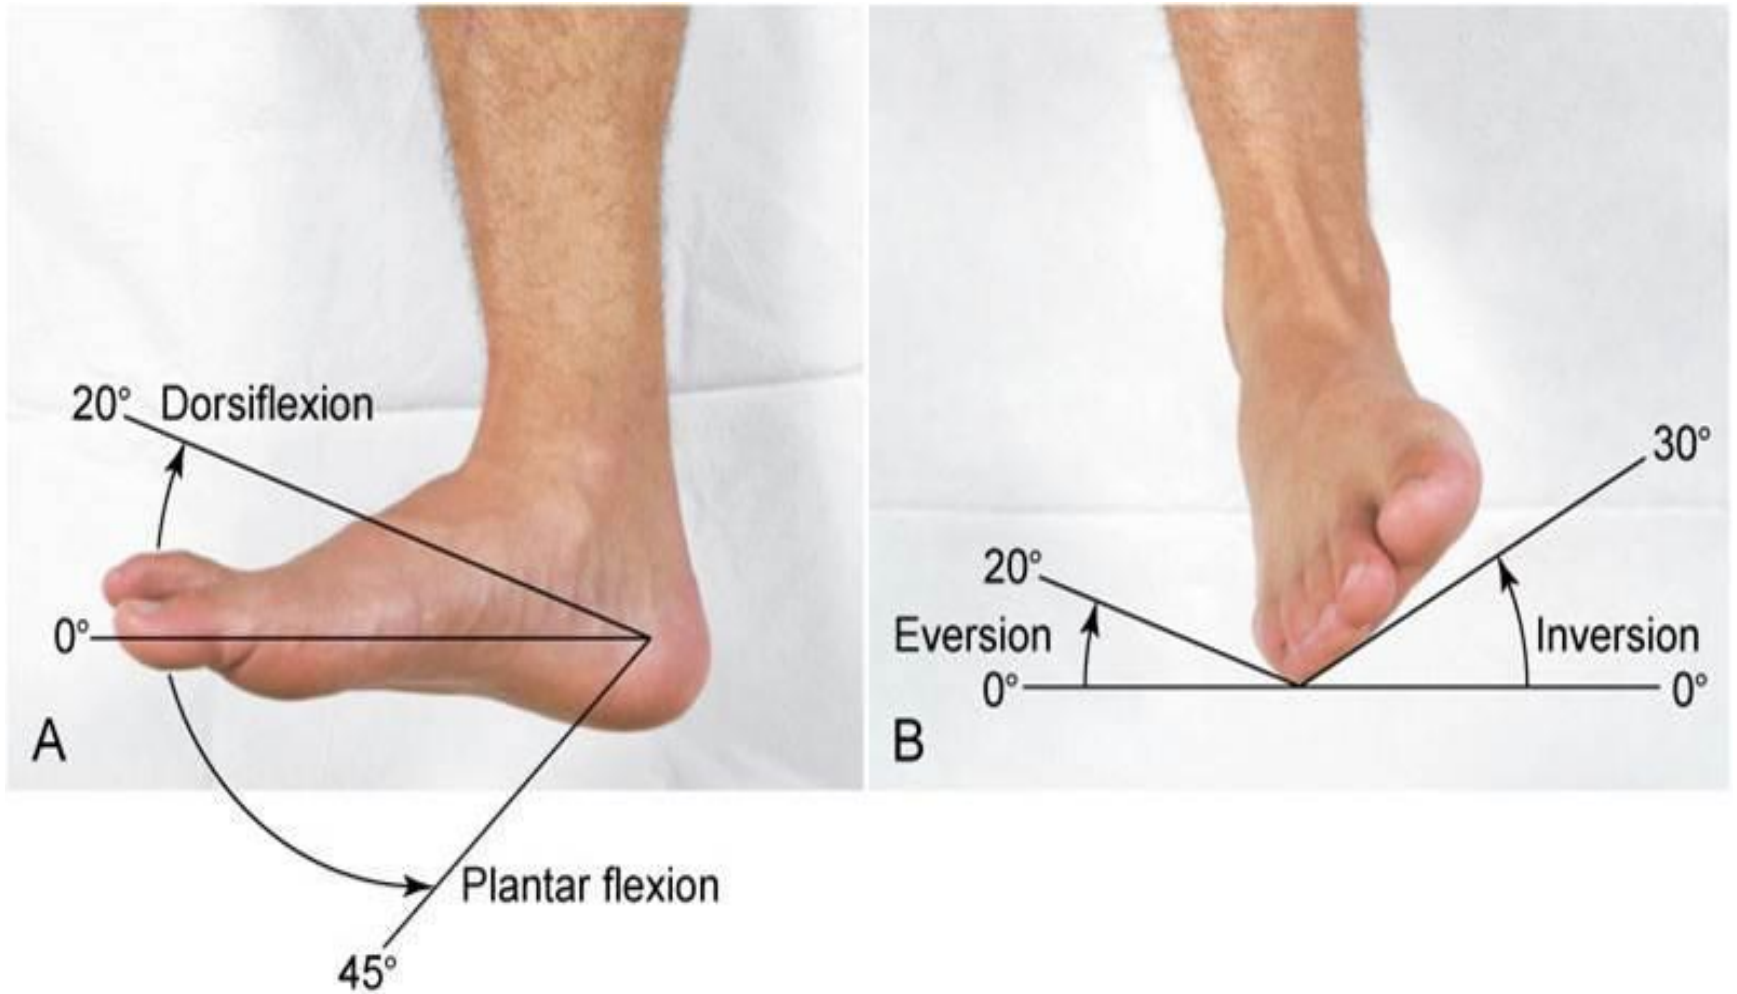 20° Dorsiflexion
0°
A
Plantar flexion
45°
30°
20°
Eversion
Inversion
0°
0°
B